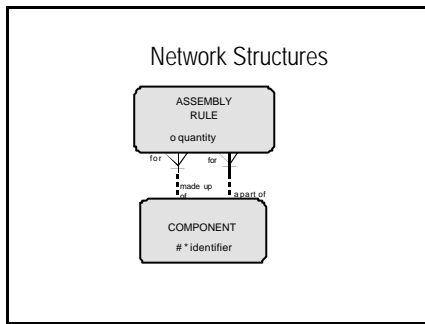 Network Structures
ASSEMBLY
RULE
o quantity
for for
made up
of
a part of
COMPONENT
# * identifier